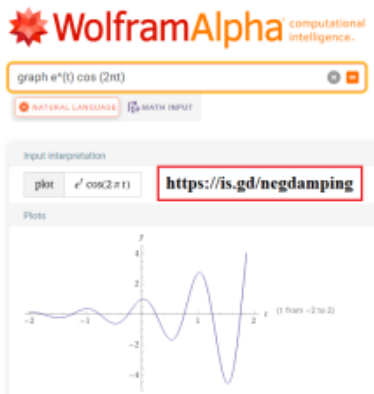 WolframAlpha computational intelligence.
graph e^(t) cos (2πt)
NATURAL LANGUAGE MATH INPUT
Input interpretation
plot e^t cos(2 π t)
https://is.gd/negdamping
Plots
y
4
2
-2 -1 1 2 t (t from -2 to 2)
-2
-4